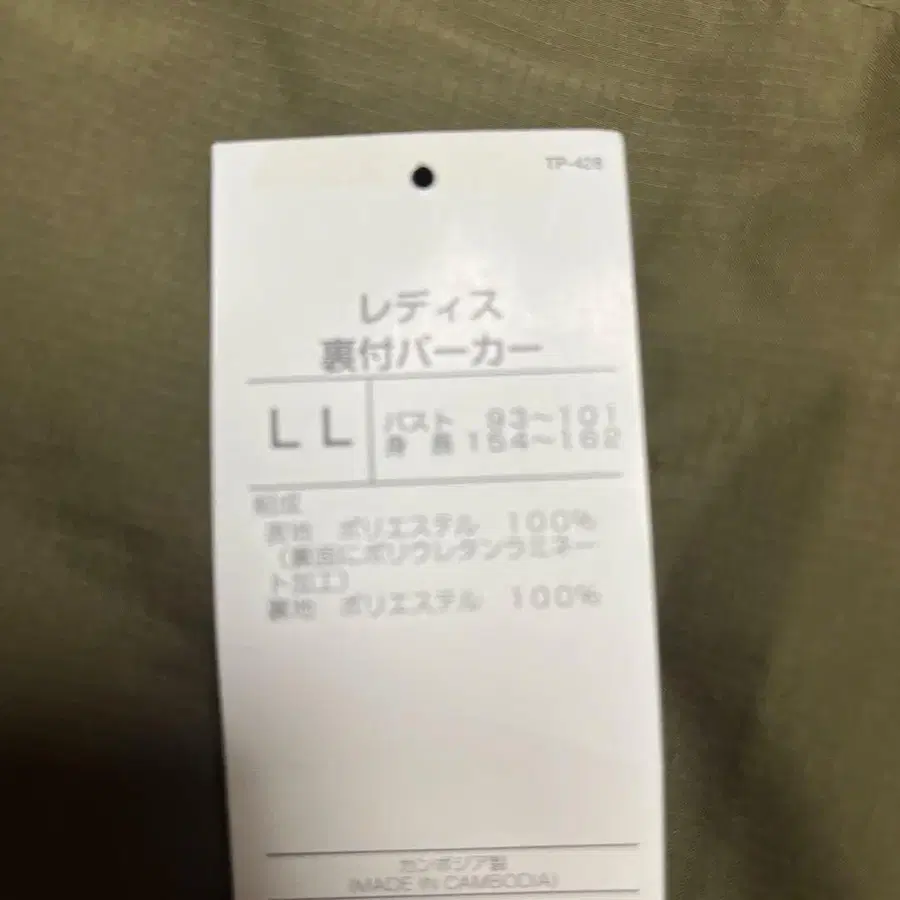 TP-428
レディス
裏付パーカー
LL
バスト 93〜101
身長 154〜162
組成
表地 ポリエステル 100%
(裏面にポリウレタンラミネー
ト加工)
裏地 ポリエステル 100%
カンボジア製
(MADE IN CAMBODIA)